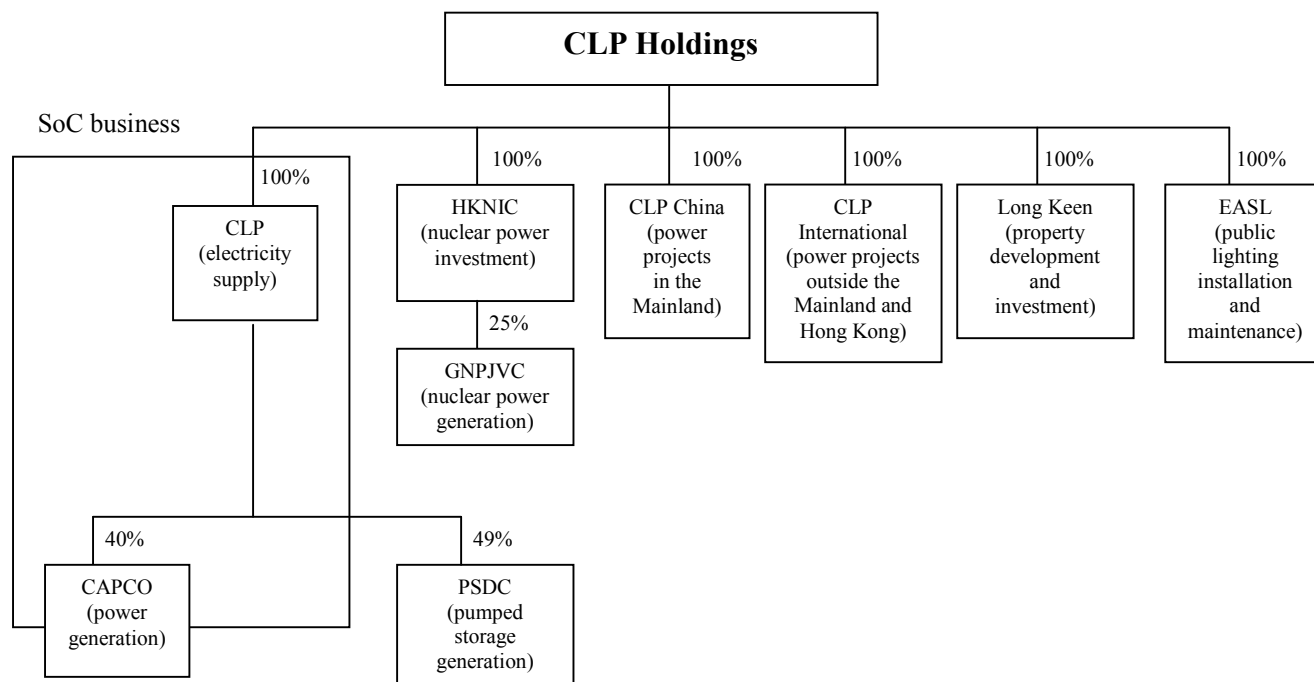 CLP Holdings
SoC business
100%
CLP
(electricity
supply)
100%
HKNIC
(nuclear power
investment)
25%
GNPJVC
(nuclear power
generation)
100%
CLP China
(power
projects
in the
Mainland)
100%
CLP
International
(power projects
outside the
Mainland and
Hong Kong)
100%
Long Keen
(property
development
and
investment)
100%
EASL
(public
lighting
installation
and
maintenance)
40%
CAPCO
(power
generation)
49%
PSDC
(pumped
storage
generation)